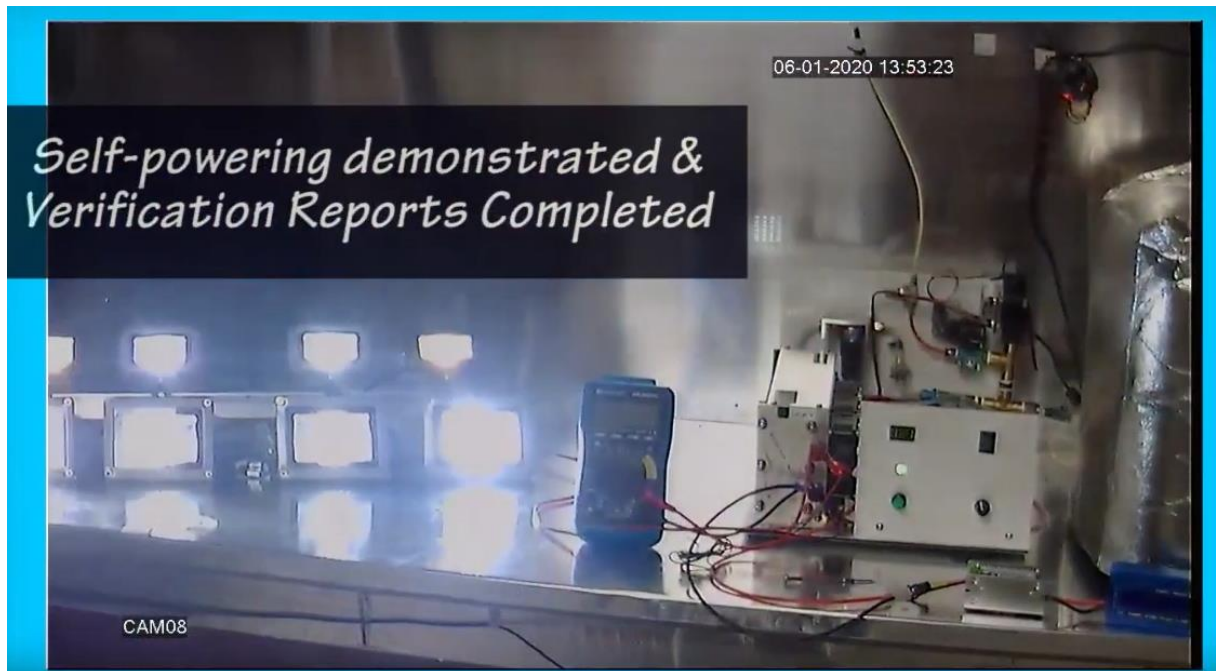 06-01-2020 13:53:23
Self-powering demonstrated &
Verification Reports Completed
CAM08